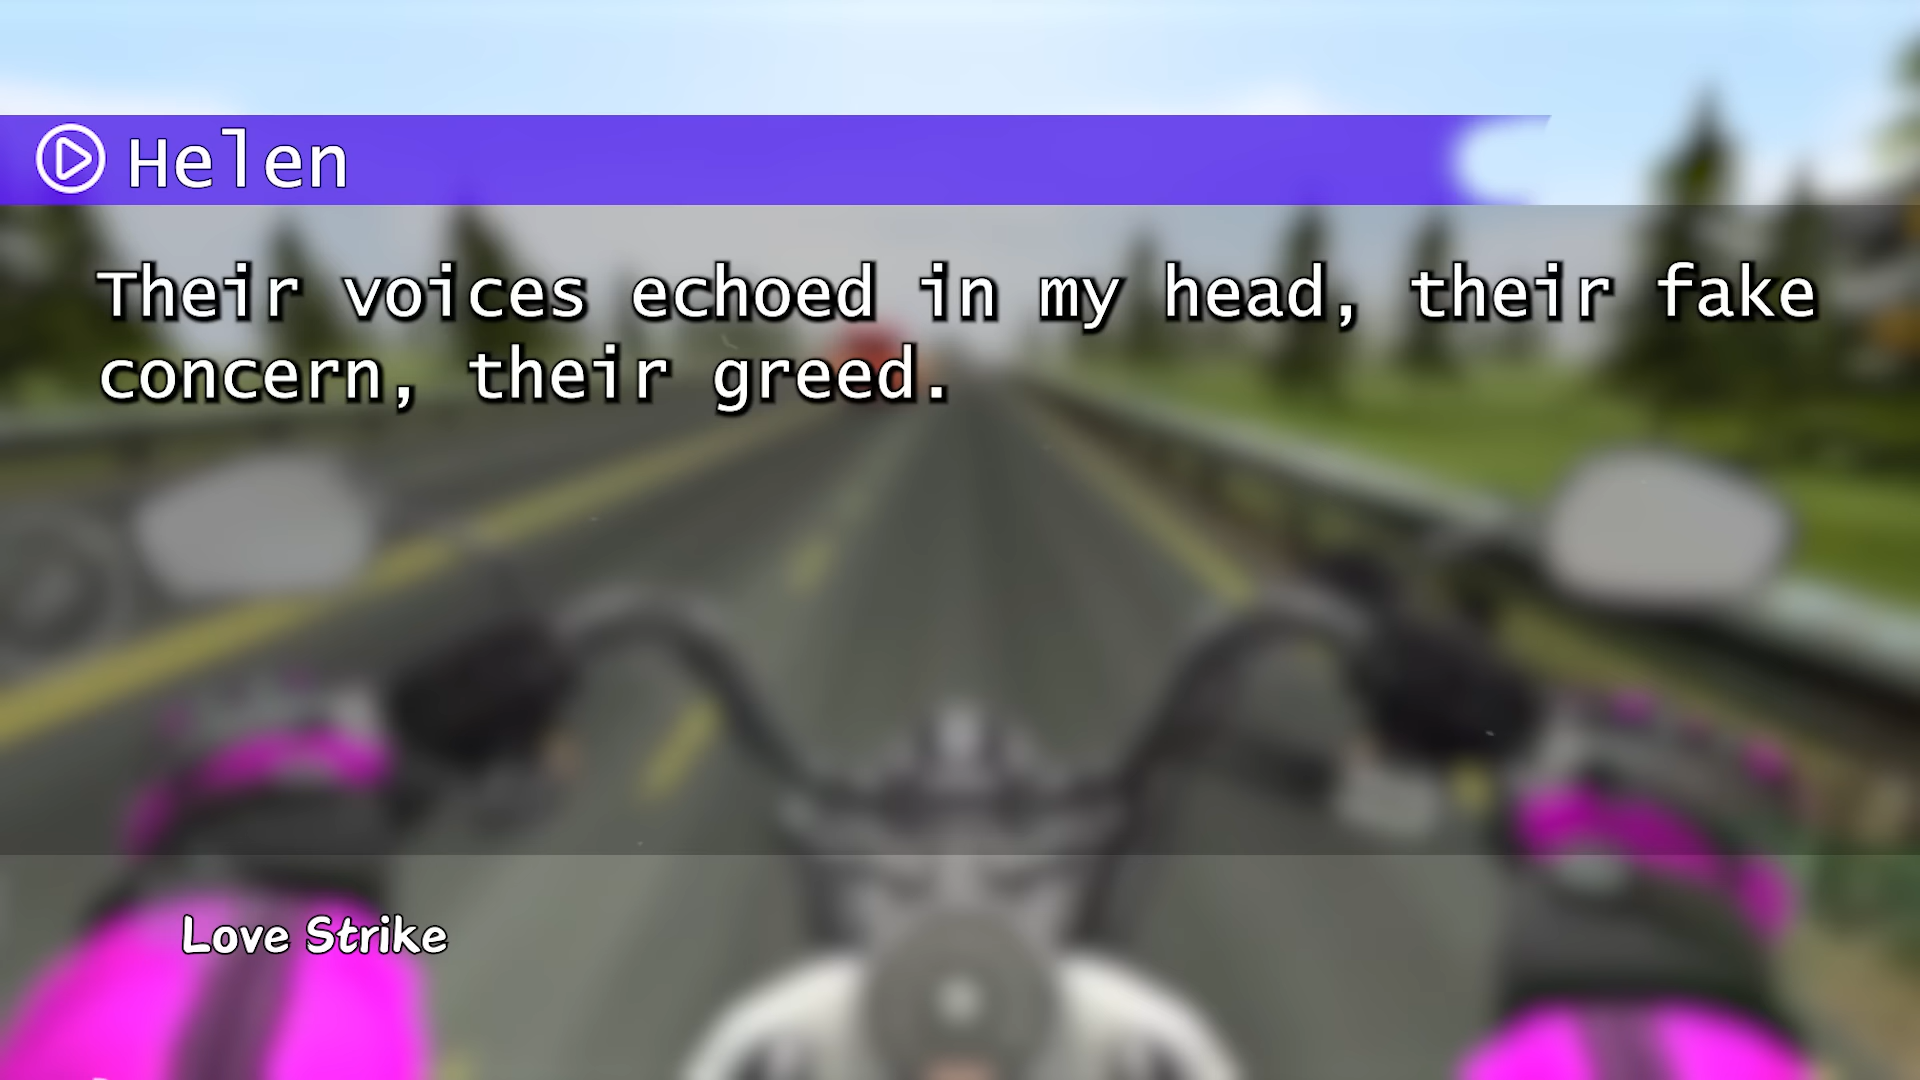 Helen
Their voices echoed in my head, their fake
concern, their greed.
Love Strike